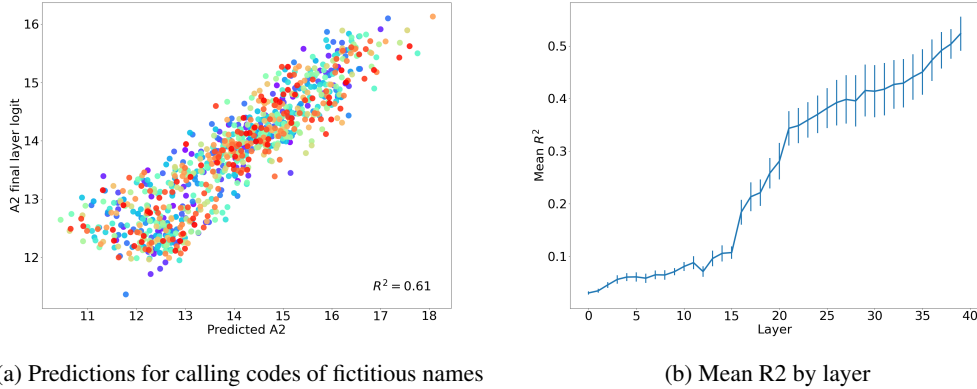 16
15
14
13
12
A2 final layer logit
R² = 0.61
11 12 13 14 15 16 17 18
Predicted A2
0.5
0.4
0.3
0.2
0.1
Mean R²
0 5 10 15 20 25 30 35 40
Layer
(a) Predictions for calling codes of fictitious names
(b) Mean R2 by layer